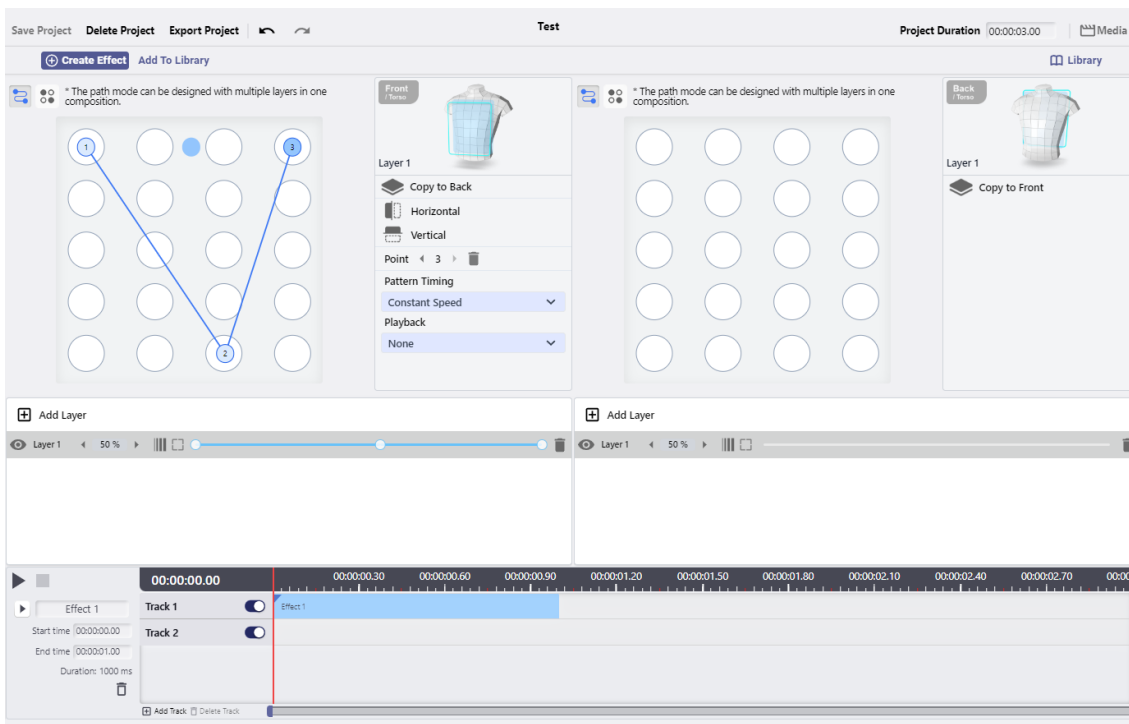 Save Project Delete Project Export Project
Test
Project Duration 00:00:03.00 Media
Create Effect Add To Library
Library
* The path mode can be designed with multiple layers in one
composition.
1
3
2
Front
/ Torso
Layer 1
Copy to Back
Horizontal
Vertical
Point 3
Pattern Timing
Constant Speed
Playback
None
* The path mode can be designed with multiple layers in one
composition.
Back
/ Torso
Layer 1
Copy to Front
Add Layer
Layer 1 50 %
Add Layer
Layer 1 50 %
00:00:00.00 00:00:00.30 00:00:00.60 00:00:00.90 00:00:01.20 00:00:01.50 00:00:01.80 00:00:02.10 00:00:02.40 00:00:02.70 00:00
Effect 1
Start time 00:00:00.00
End time 00:00:01.00
Duration: 1000 ms
Track 1 Effect 1
Track 2
Add Track Delete Track